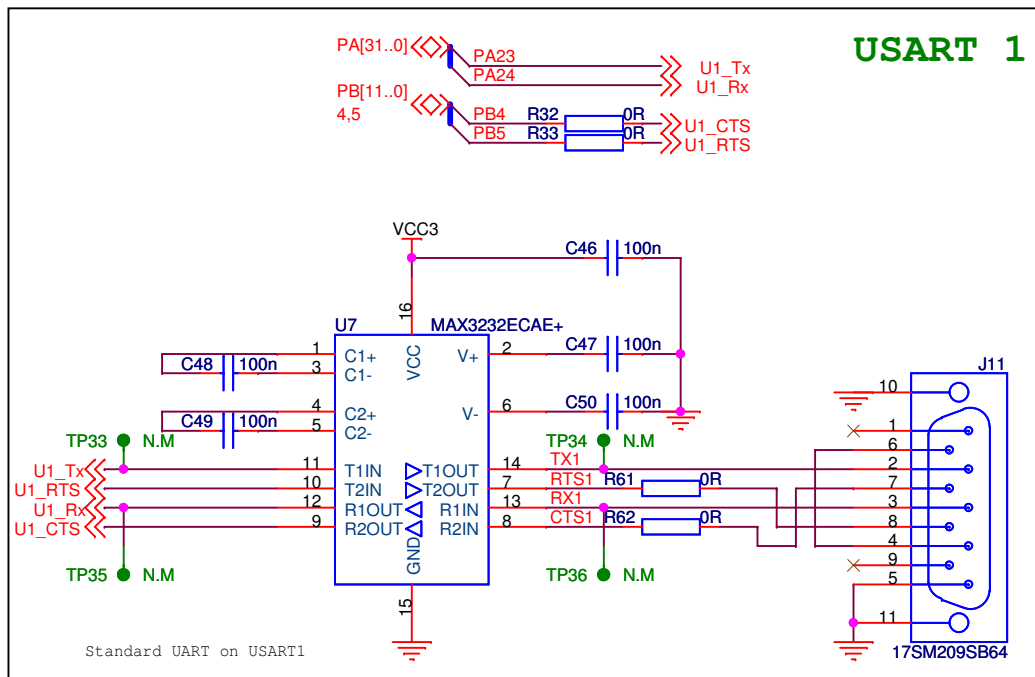 USART 1
PA[31..0]
PA23
U1_Tx
PA24
U1_Rx
PB[11..0]
4,5
PB4
R32
0R
U1_CTS
PB5
R33
0R
U1_RTS
VCC3
C46
100n
16
U7
MAX3232ECAE+
1
C1+
VCC
V+
2
C47
100n
C48
100n
3
C1-
J11
10
4
C2+
V-
6
C50
100n
C49
100n
5
C2-
1
TP33
N.M
TP34
N.M
6
U1_Tx
11
T1IN
T1OUT
14
TX1
2
U1_RTS
10
T2IN
T2OUT
7
RTS1
R61
0R
7
U1_Rx
12
R1OUT
R1IN
13
RX1
3
U1_CTS
9
R2OUT
R2IN
8
CTS1
R62
0R
8
4
GND
9
TP35
N.M
TP36
N.M
5
15
11
Standard UART on USART1
17SM209SB64